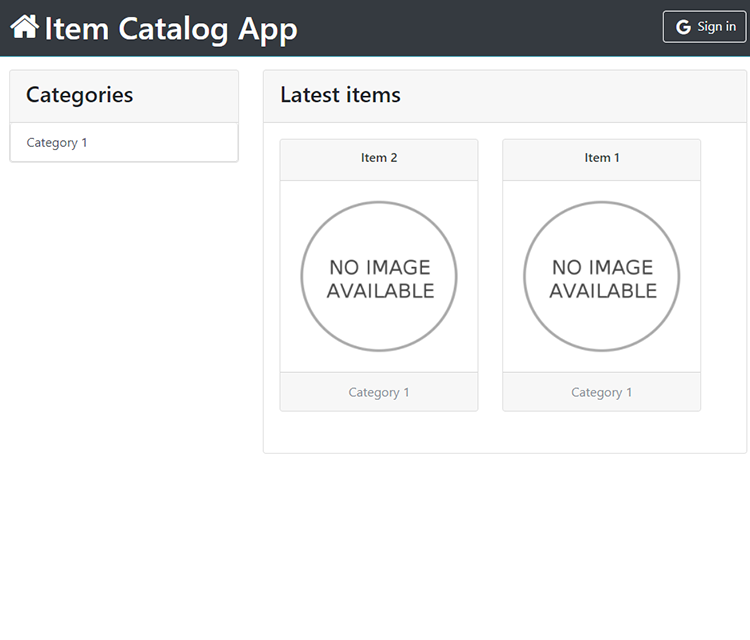 Item Catalog App
Sign in
Categories
Category 1
Latest items
Item 2
NO IMAGE
AVAILABLE
Category 1
Item 1
NO IMAGE
AVAILABLE
Category 1